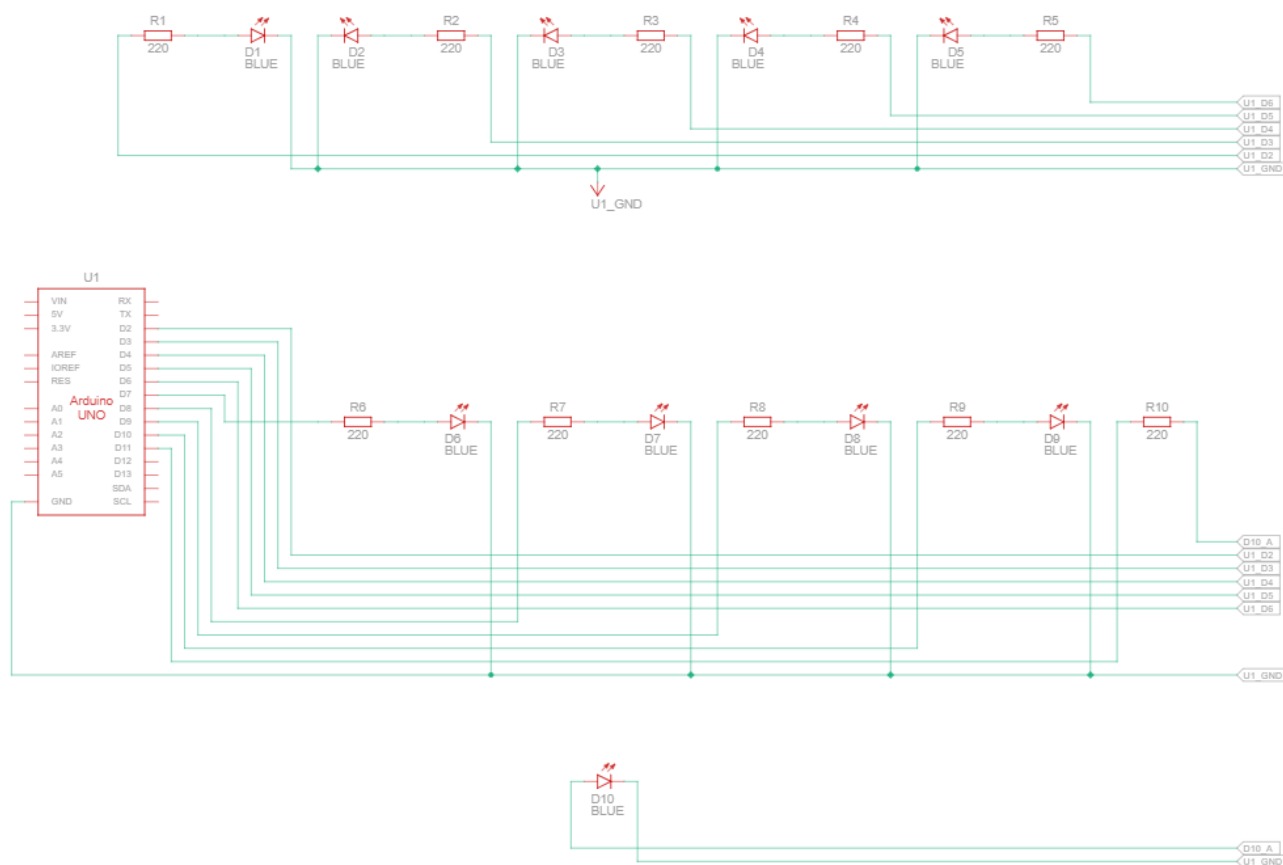 R1
220
D1
BLUE
D2
BLUE
R2
220
D3
BLUE
R3
220
D4
BLUE
R4
220
D5
BLUE
R5
220
U1_D6
U1_D5
U1_D4
U1_D3
U1_D2
U1_GND
U1_GND
U1
VIN RX
5V TX
3.3V D2
D3
AREF D4
IOREF D5
RES D6
D7
Arduino
UNO
A0 D8
A1 D9
A2 D10
A3 D11
A4 D12
A5 D13
SDA
GND SCL
R6
220
D6
BLUE
R7
220
D7
BLUE
R8
220
D8
BLUE
R9
220
D9
BLUE
R10
220
D10_A
U1_D2
U1_D3
U1_D4
U1_D5
U1_D6
U1_GND
D10
BLUE
D10_A
U1_GND